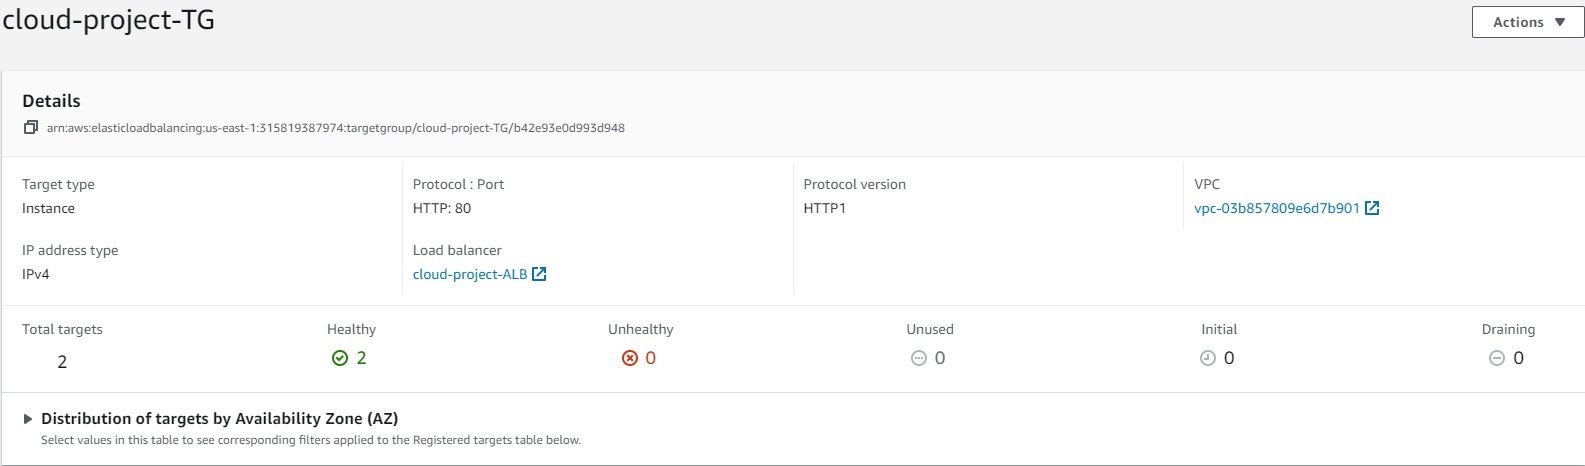 cloud-project-TG
Actions
Details
arn:aws:elasticloadbalancing:us-east-1:315819387974:targetgroup/cloud-project-TG/b42e93e0d993d948
Target type
Instance
Protocol : Port
HTTP: 80
Protocol version
HTTP1
VPC
vpc-03b857809e6d7b901
IP address type
IPv4
Load balancer
cloud-project-ALB
Total targets
2
Healthy
2
Unhealthy
0
Unused
0
Initial
0
Draining
0
Distribution of targets by Availability Zone (AZ)
Select values in this table to see corresponding filters applied to the Registered targets table below.